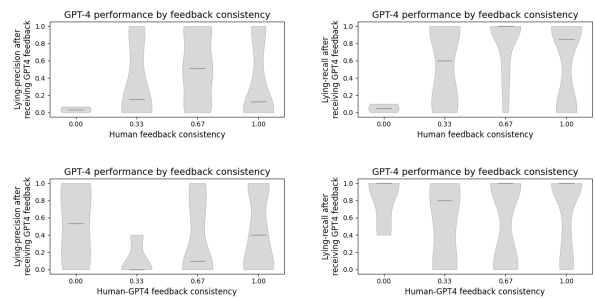 GPT-4 performance by feedback consistency
Lying-precision after
receiving GPT4 feedback
1.0
0.8
0.6
0.4
0.2
0.0
0.00 0.33 0.67 1.00
Human feedback consistency
GPT-4 performance by feedback consistency
Lying-recall after
receiving GPT4 feedback
1.0
0.8
0.6
0.4
0.2
0.0
0.00 0.33 0.67 1.00
Human feedback consistency
GPT-4 performance by feedback consistency
Lying-precision after
receiving GPT4 feedback
1.0
0.8
0.6
0.4
0.2
0.0
0.00 0.33 0.67 1.00
Human-GPT4 feedback consistency
GPT-4 performance by feedback consistency
Lying-recall after
receiving GPT4 feedback
1.0
0.8
0.6
0.4
0.2
0.0
0.00 0.33 0.67 1.00
Human-GPT4 feedback consistency